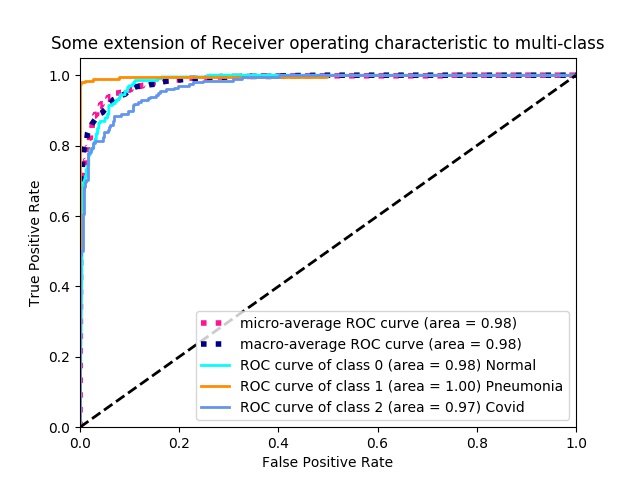 Some extension of Receiver operating characteristic to multi-class
1.0
0.8
0.6
0.4
0.2
0.0
True Positive Rate
micro-average ROC curve (area = 0.98)
macro-average ROC curve (area = 0.98)
ROC curve of class 0 (area = 0.98) Normal
ROC curve of class 1 (area = 1.00) Pneumonia
ROC curve of class 2 (area = 0.97) Covid
0.0 0.2 0.4 0.6 0.8 1.0
False Positive Rate